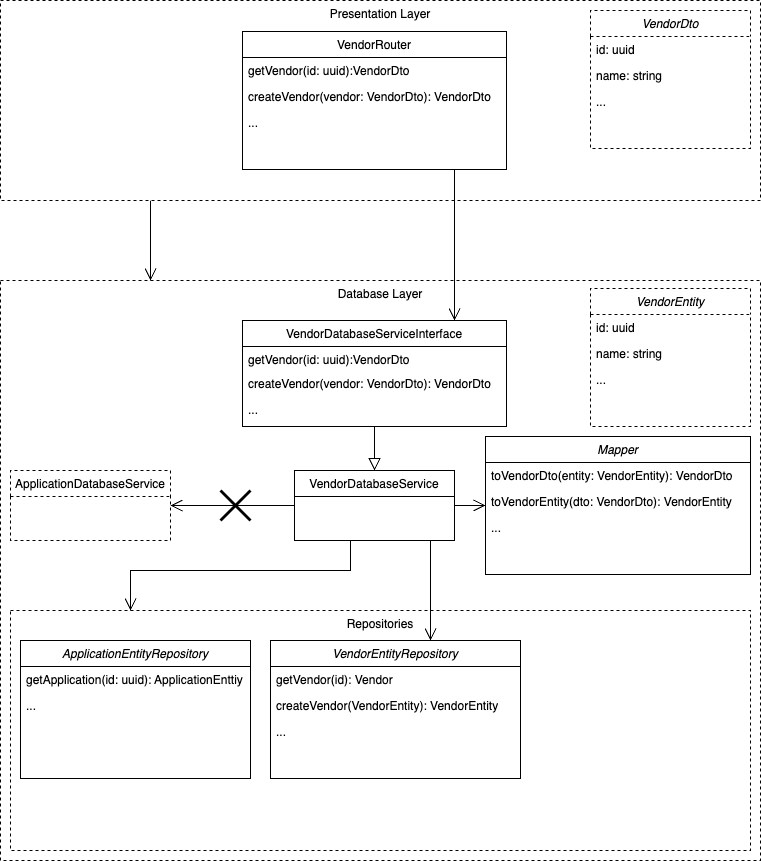 Presentation Layer
VendorRouter
getVendor(id: uuid):VendorDto
createVendor(vendor: VendorDto): VendorDto
...
VendorDto
id: uuid
name: string
...
Database Layer
VendorDatabaseServiceInterface
getVendor(id: uuid):VendorDto
createVendor(vendor: VendorDto): VendorDto
...
VendorEntity
id: uuid
name: string
...
ApplicationDatabaseService
VendorDatabaseService
Mapper
toVendorDto(entity: VendorEntity): VendorDto
toVendorEntity(dto: VendorDto): VendorEntity
...
Repositories
ApplicationEntityRepository
getApplication(id: uuid): ApplicationEnttiy
...
VendorEntityRepository
getVendor(id): Vendor
createVendor(VendorEntity): VendorEntity
...